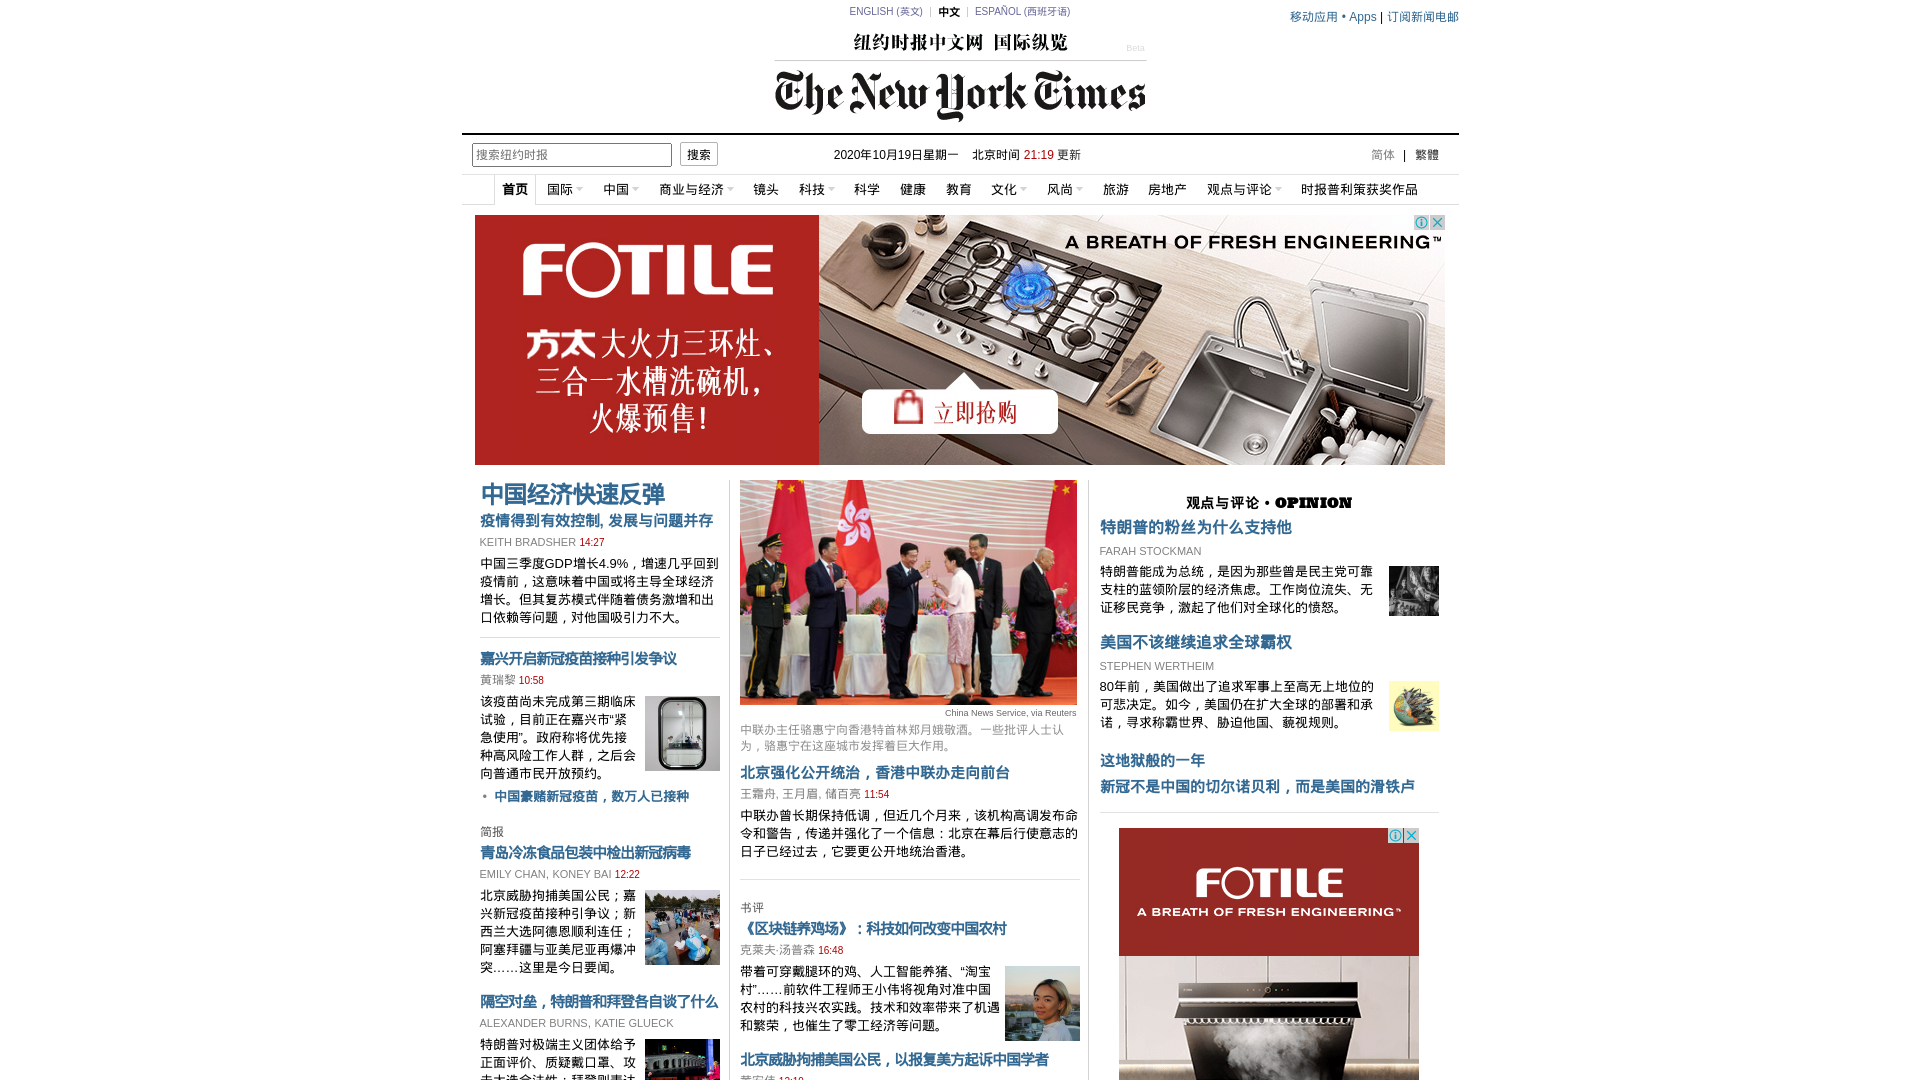 ENGLISH (英文)
中文
ESPAÑOL (西班牙语)
移动应用 • Apps | 订阅新闻电邮
纽约时报中文网 国际纵览
Beta
The New York Times
搜索纽约时报
搜索
2020年10月19日星期一 北京时间 21:19 更新
简体 | 繁體
首页 国际 中国 商业与经济 镜头 科技 科学 健康 教育 文化 风尚 旅游 房地产 观点与评论 时报普利策获奖作品
FOTILE
方太大火力三环灶、
三合一水槽洗碗机，
火爆预售！
A BREATH OF FRESH ENGINEERING™
立即抢购
中国经济快速反弹
疫情得到有效控制, 发展与问题并存
KEITH BRADSHER 14:27
中国三季度GDP增长4.9%，增速几乎回到
疫情前，这意味着中国或将主导全球经济
增长。但其复苏模式伴随着债务激增和出
口依赖等问题，对他国吸引力不大。
嘉兴开启新冠疫苗接种引发争议
黄瑞黎 10:58
该疫苗尚未完成第三期临床
试验，目前正在嘉兴市“紧
急使用”。政府称将优先接
种高风险工作人群，之后会
向普通市民开放预约。
• 中国豪赌新冠疫苗，数万人已接种
简报
青岛冷冻食品包装中检出新冠病毒
EMILY CHAN, KONEY BAI 12:22
北京威胁拘捕美国公民；嘉
兴新冠疫苗接种引争议；新
西兰大选阿德恩顺利连任；
阿塞拜疆与亚美尼亚再爆冲
突……这里是今日要闻。
隔空对垒，特朗普和拜登各自谈了什么
ALEXANDER BURNS, KATIE GLUECK
特朗普对极端主义团体给予
正面评价、质疑戴口罩、攻
击大选合法性；拜登则表达
China News Service, via Reuters
中联办主任骆惠宁向香港特首林郑月娥敬酒。一些批评人士认
为，骆惠宁在这座城市发挥着巨大作用。
北京强化公开统治，香港中联办走向前台
王霜舟, 王月眉, 储百亮 11:54
中联办曾长期保持低调，但近几个月来，该机构高调发布命
令和警告，传递并强化了一个信息：北京在幕后行使意志的
日子已经过去，它要更公开地统治香港。
书评
《区块链养鸡场》：科技如何改变中国农村
克莱夫·汤普森 16:48
带着可穿戴腿环的鸡、人工智能养猪、“淘宝
村”……前软件工程师王小伟将视角对准中国
农村的科技兴农实践。技术和效率带来了机遇
和繁荣，也催生了零工经济等问题。
北京威胁拘捕美国公民，以报复美方起诉中国学者
观点与评论 • OPINION
特朗普的粉丝为什么支持他
FARAH STOCKMAN
特朗普能成为总统，是因为那些曾是民主党可靠
支柱的蓝领阶层的经济焦虑。工作岗位流失、无
证移民竞争，激起了他们对全球化的愤怒。
美国不该继续追求全球霸权
STEPHEN WERTHEIM
80年前，美国做出了追求军事上至高无上地位的
可悲决定。如今，美国仍在扩大全球的部署和承
诺，寻求称霸世界、胁迫他国、藐视规则。
这地狱般的一年
新冠不是中国的切尔诺贝利，而是美国的滑铁卢
FOTILE
A BREATH OF FRESH ENGINEERING™